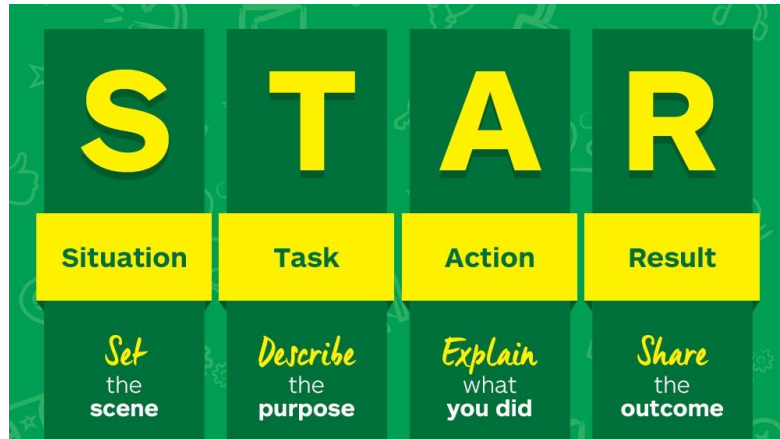 S T A R
Situation Task Action Result
Set Describe Explain Share
the the what the
scene purpose you did outcome